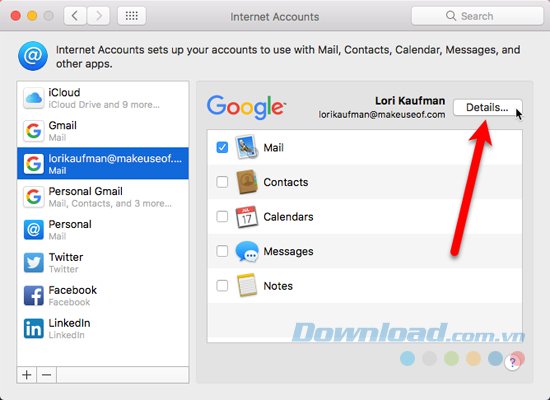 Internet Accounts
Search
Internet Accounts sets up your accounts to use with Mail, Contacts, Calendar, Messages, and
other apps.
iCloud
iCloud Drive and 9 more...
Gmail
Mail
lorikaufman@makeuseof....
Mail
Personal Gmail
Mail, Contacts, and 3 more...
Personal
Mail
Twitter
Twitter
Facebook
Facebook
LinkedIn
LinkedIn
+ −
Google™
Lori Kaufman
lorikaufman@makeuseof.com
Details...
Mail
Contacts
JUL
17
Calendars
Messages
Notes
Download.com.vn
?